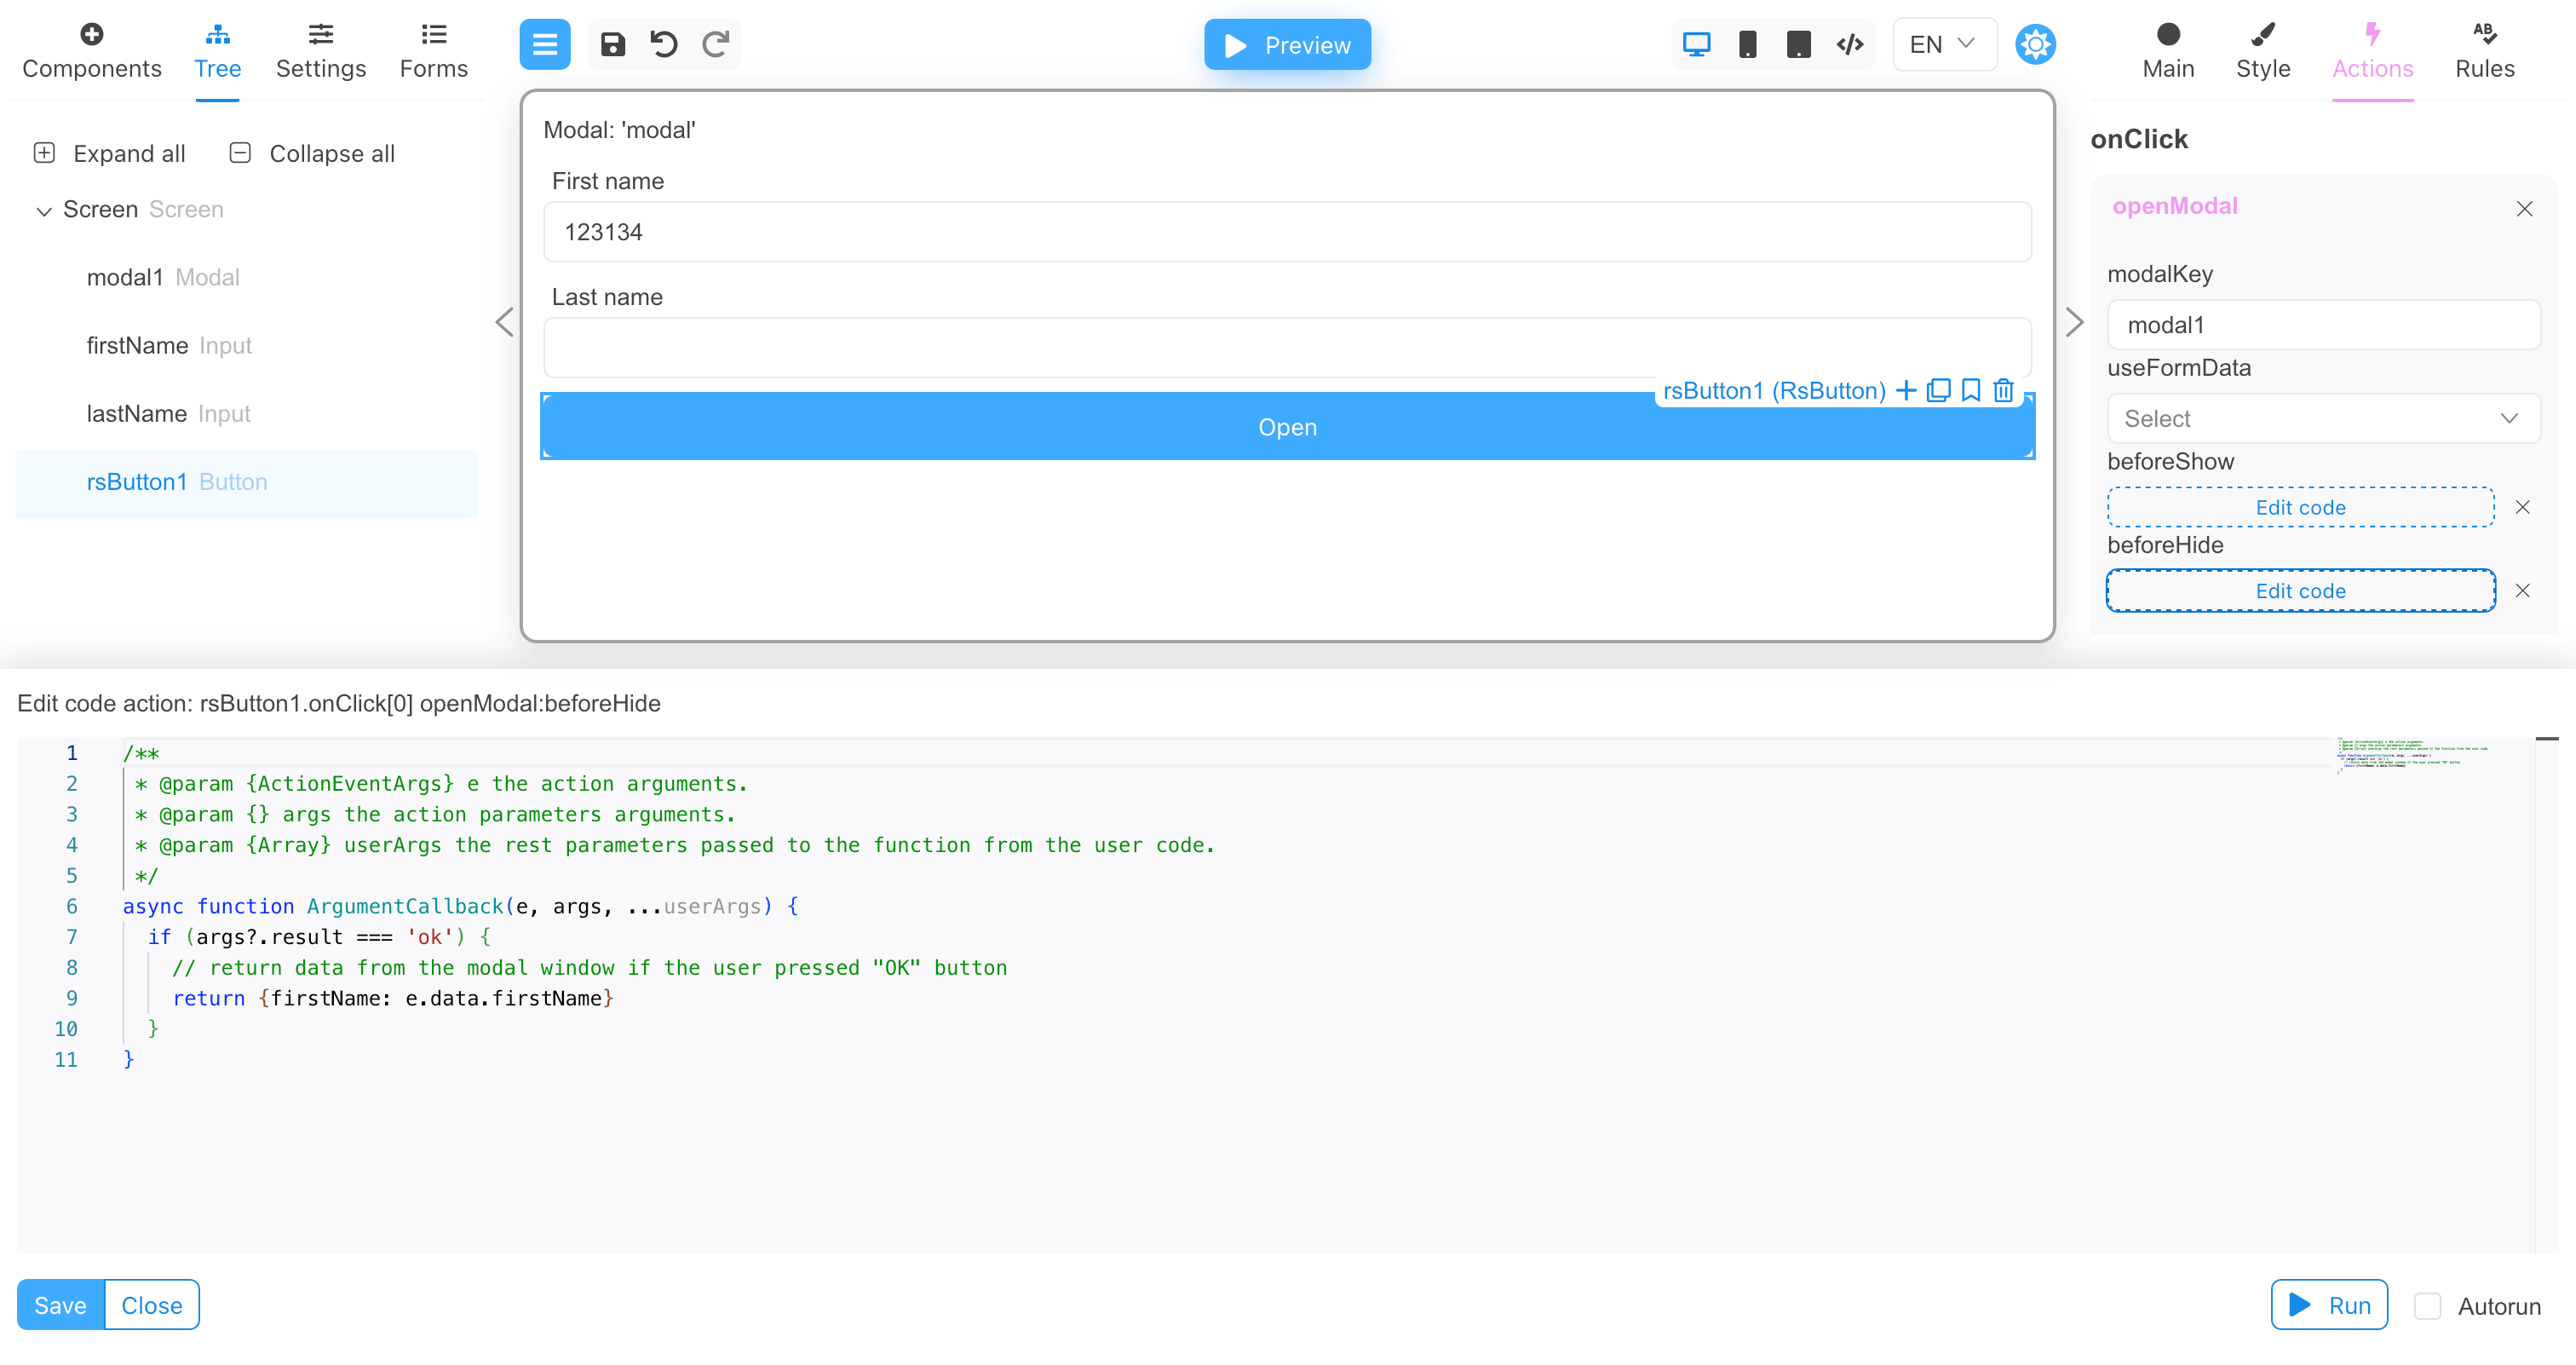 Components Tree Settings Forms
Preview
EN
Main Style Actions Rules
Expand all Collapse all
Screen Screen
modal1 Modal
firstName Input
lastName Input
rsButton1 Button
Modal: 'modal'
First name
123134
Last name
rsButton1 (RsButton)
Open
onClick
openModal
modalKey
modal1
useFormData
Select
beforeShow
Edit code
beforeHide
Edit code
Edit code action: rsButton1.onClick[0] openModal:beforeHide
1 /**
2 * @param {ActionEventArgs} e the action arguments.
3 * @param {} args the action parameters arguments.
4 * @param {Array} userArgs the rest parameters passed to the function from the user code.
5 */
6 async function ArgumentCallback(e, args, ...userArgs) {
7 if (args?.result === 'ok') {
8 // return data from the modal window if the user pressed "OK" button
9 return {firstName: e.data.firstName}
10 }
11 }
Save Close
Run Autorun